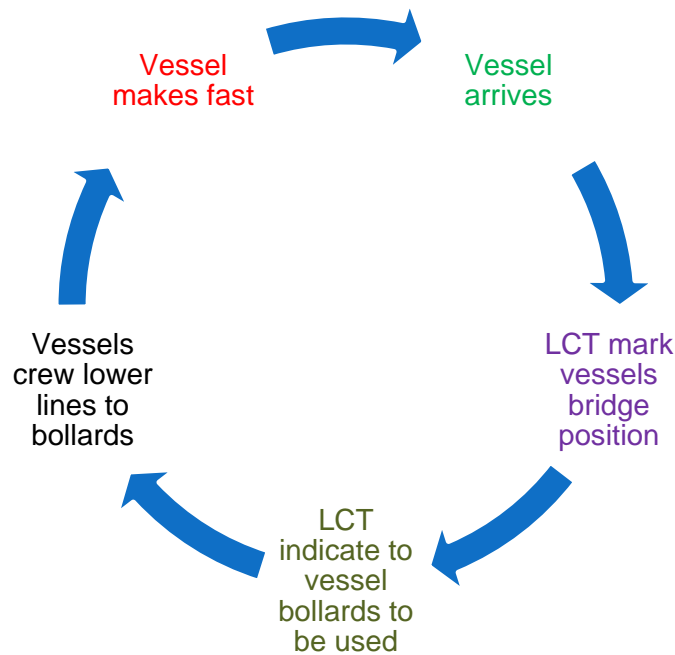 Vessel
makes fast
Vessel
arrives
LCT mark
vessels
bridge
position
LCT
indicate to
vessel
bollards to
be used
Vessels
crew lower
lines to
bollards